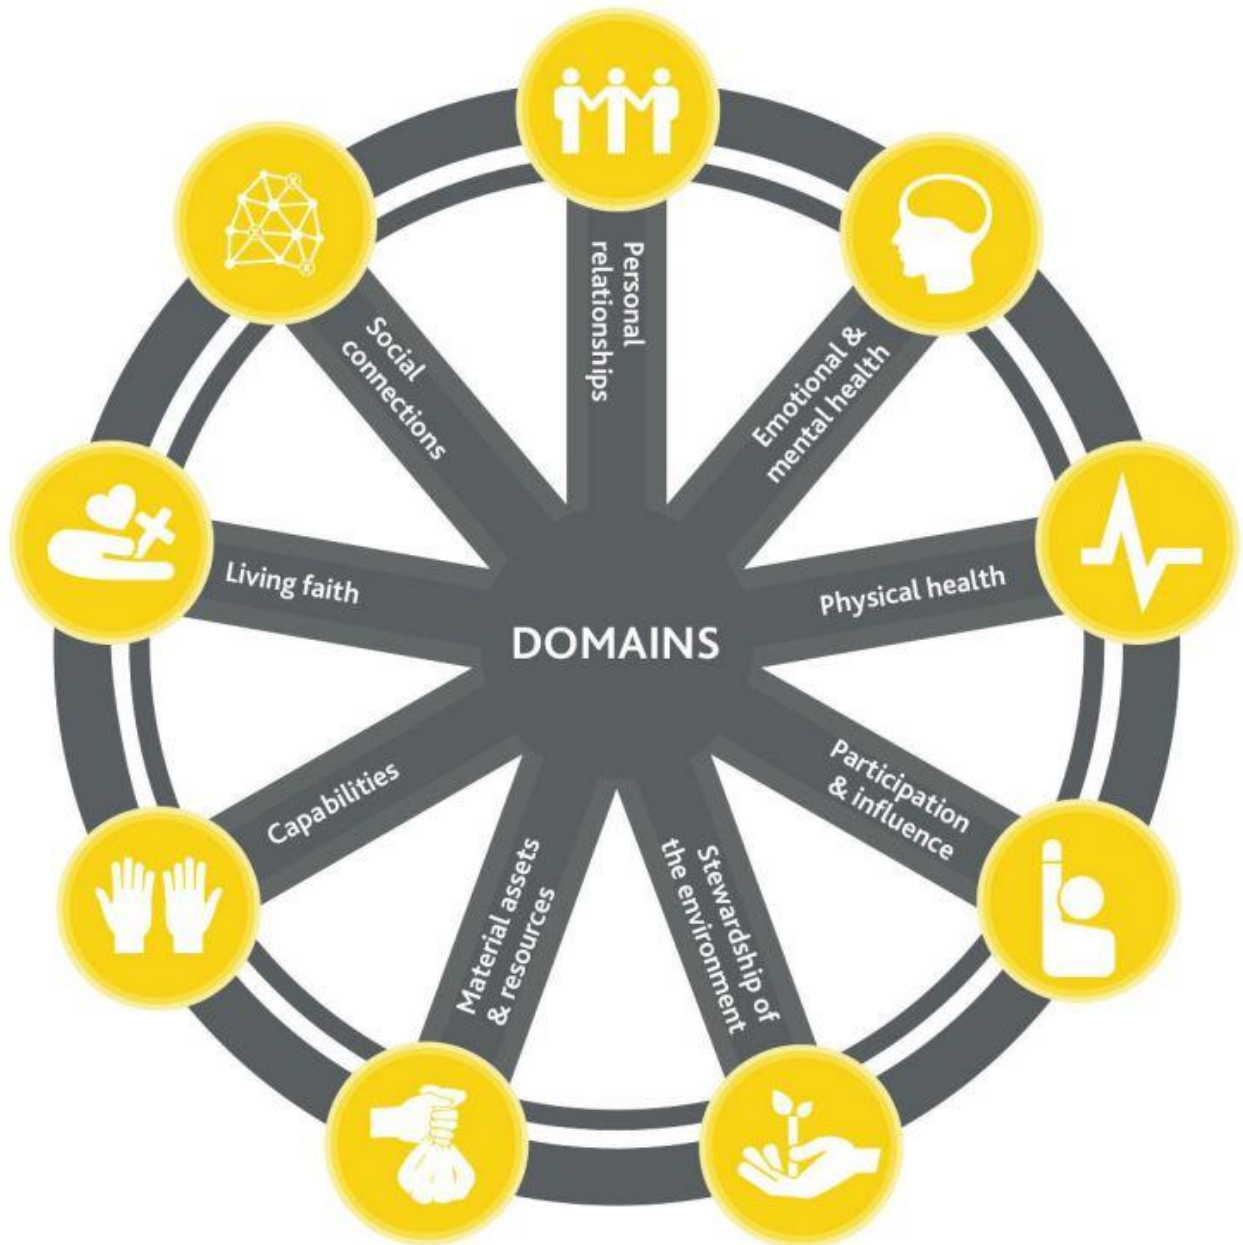 Personal
relationships
Emotional &
mental health
Physical health
Participation
& influence
Stewardship of
the environment
Material assets
& resources
Capabilities
Living faith
Social
connections
DOMAINS